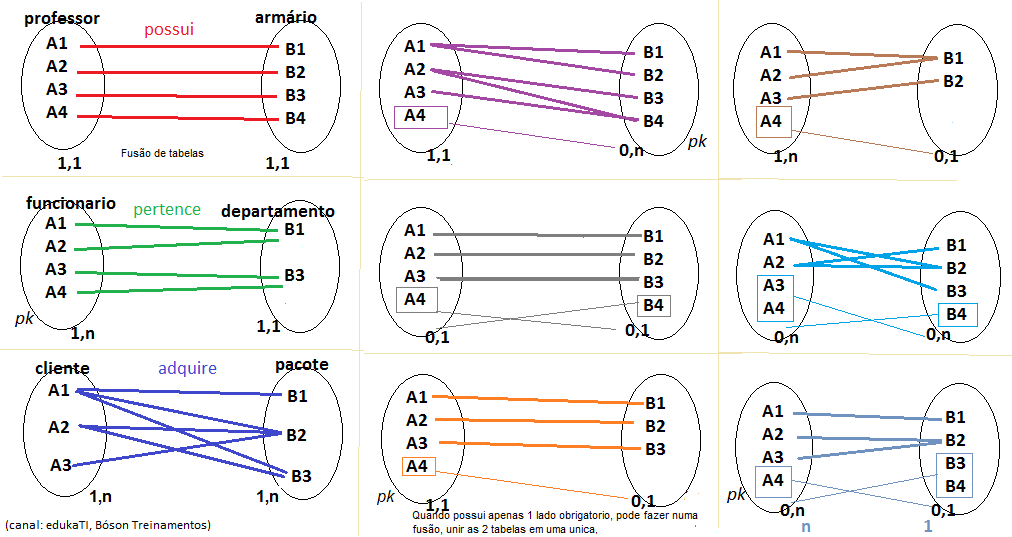 professor
possui
armário
A1
B1
A2
B2
A3
B3
A4
B4
Fusão de tabelas
1,1
1,1
A1
B1
A2
B2
A3
B3
A4
B4
pk
1,1
0,n
A1
B1
A2
B2
A3
A4
1,n
0,1
funcionario
pertence
departamento
A1
B1
A2
A3
B3
A4
pk
1,n
1,1
A1
B1
A2
B2
A3
B3
A4
B4
0,1
0,1
A1
B1
A2
B2
A3
B3
A4
B4
0,n
0,n
cliente
adquire
pacote
A1
B1
A2
B2
A3
B3
1,n
1,n
(canal: edukaTI, Bóson Treinamentos)
A1
B1
A2
B2
A3
B3
A4
pk
1,1
0,1
Quando possui apenas 1 lado obrigatorio, pode fazer numa
fusão, unir as 2 tabelas em uma unica,
A1
B1
A2
B2
A3
B3
A4
B4
pk
0,n
0,1
n
1